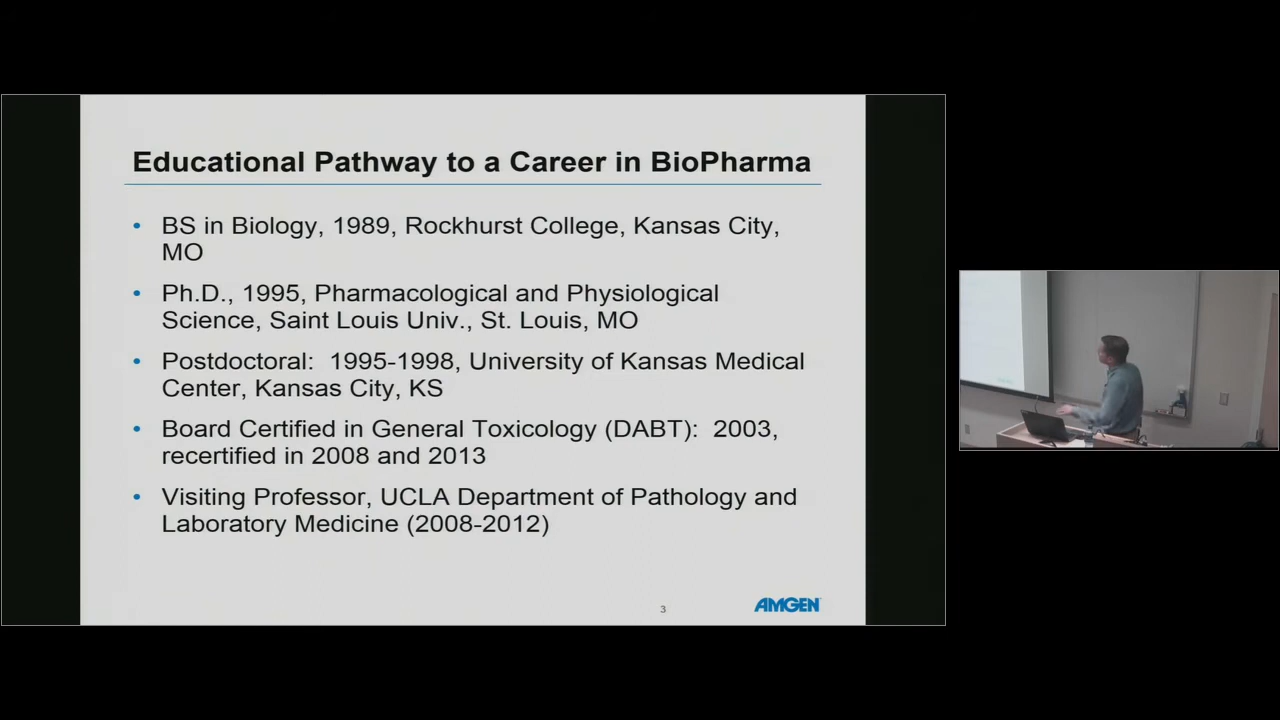 Educational Pathway to a Career in BioPharma
• BS in Biology, 1989, Rockhurst College, Kansas City,
MO
• Ph.D., 1995, Pharmacological and Physiological
Science, Saint Louis Univ., St. Louis, MO
• Postdoctoral:  1995-1998, University of Kansas Medical
Center, Kansas City, KS
• Board Certified in General Toxicology (DABT):  2003,
recertified in 2008 and 2013
• Visiting Professor, UCLA Department of Pathology and
Laboratory Medicine (2008-2012)
3
AMGEN